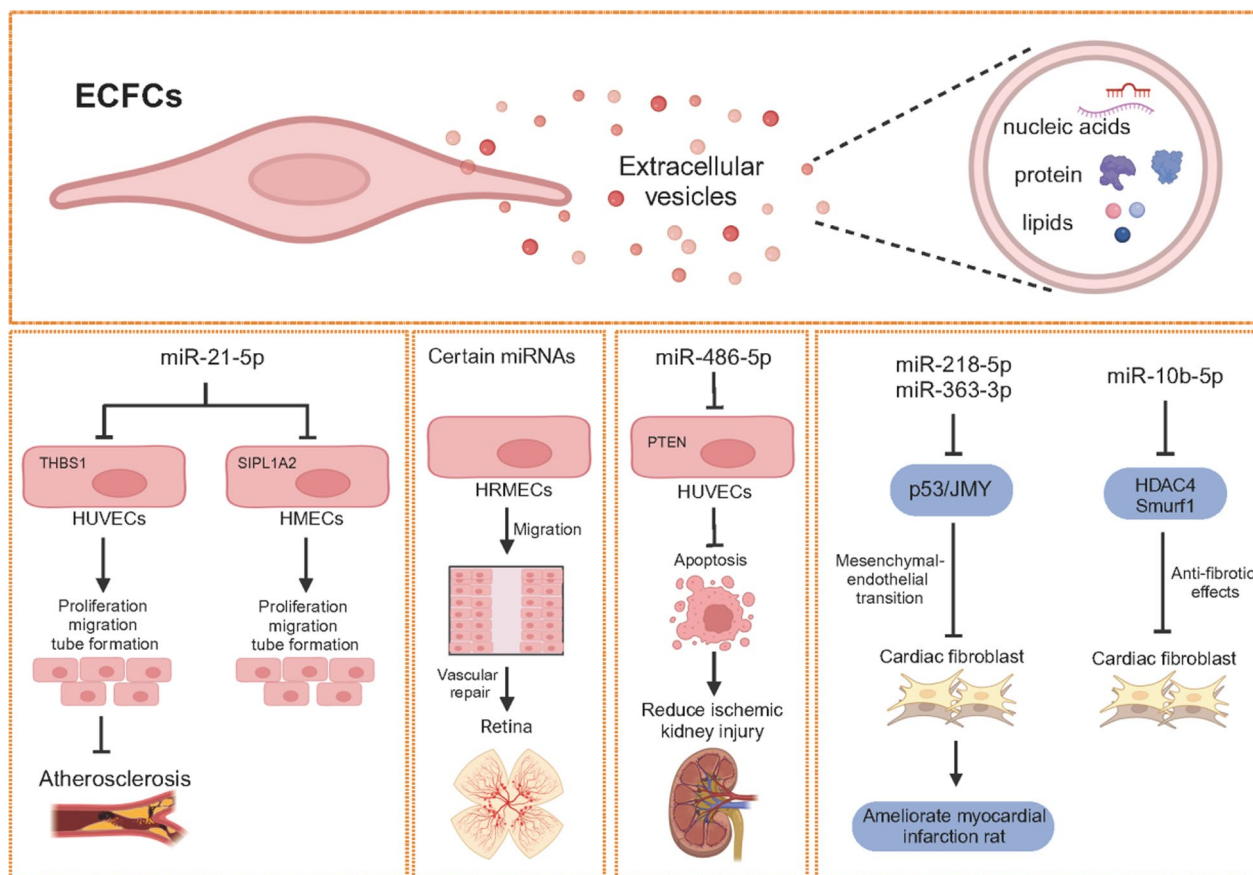 ECFCs
Extracellular
vesicles
nucleic acids
protein
lipids
miR-21-5p
THBS1
HUVECs
Proliferation
migration
tube formation
Atherosclerosis
SIPL1A2
HMECs
Proliferation
migration
tube formation
Certain miRNAs
HRMECs
Migration
Vascular
repair
Retina
miR-486-5p
PTEN
HUVECs
Apoptosis
Reduce ischemic
kidney injury
miR-218-5p
miR-363-3p
p53/JMY
Mesenchymal-
endothelial
transition
Cardiac fibroblast
Ameliorate myocardial
infarction rat
miR-10b-5p
HDAC4
Smurf1
Anti-fibrotic
effects
Cardiac fibroblast